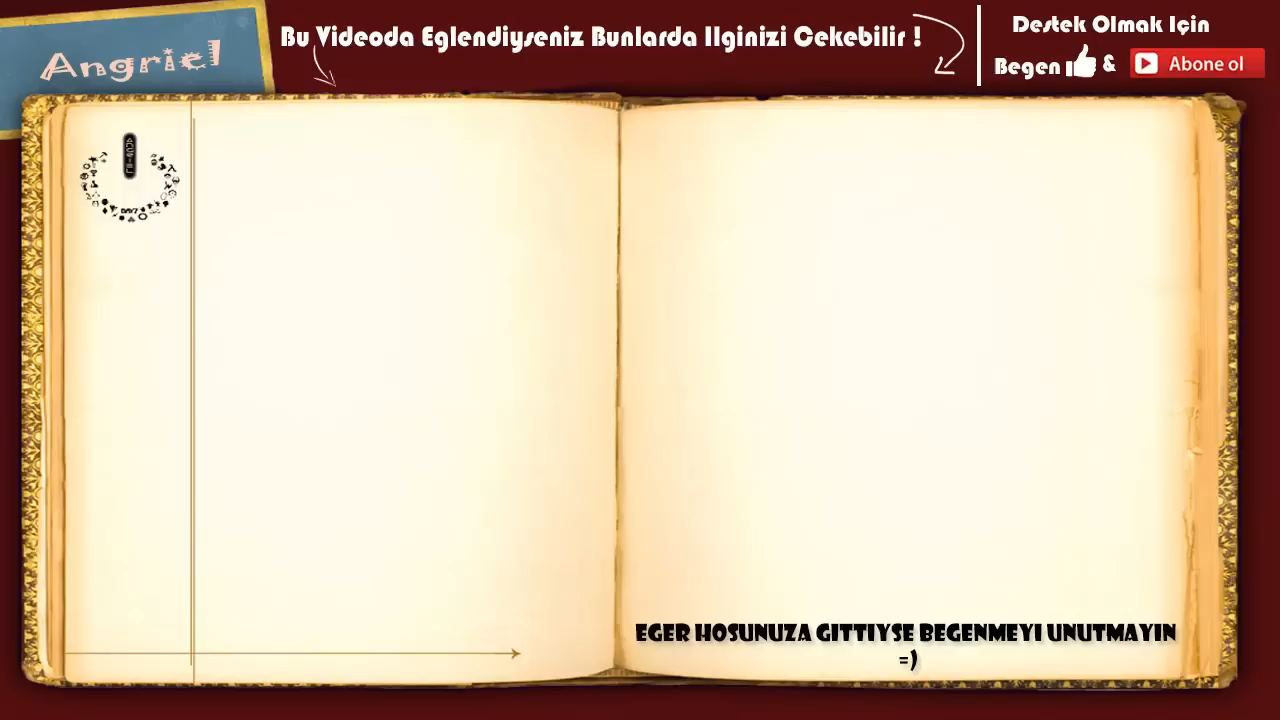 Angriel
Bu Videoda Eglendiyseniz Bunlarda Ilginizi Cekebilir !
Destek Olmak Için
Begen & Abone ol
EGER HOSUNUZA GITTIYSE BEGENMEYI UNUTMAYIN
=)